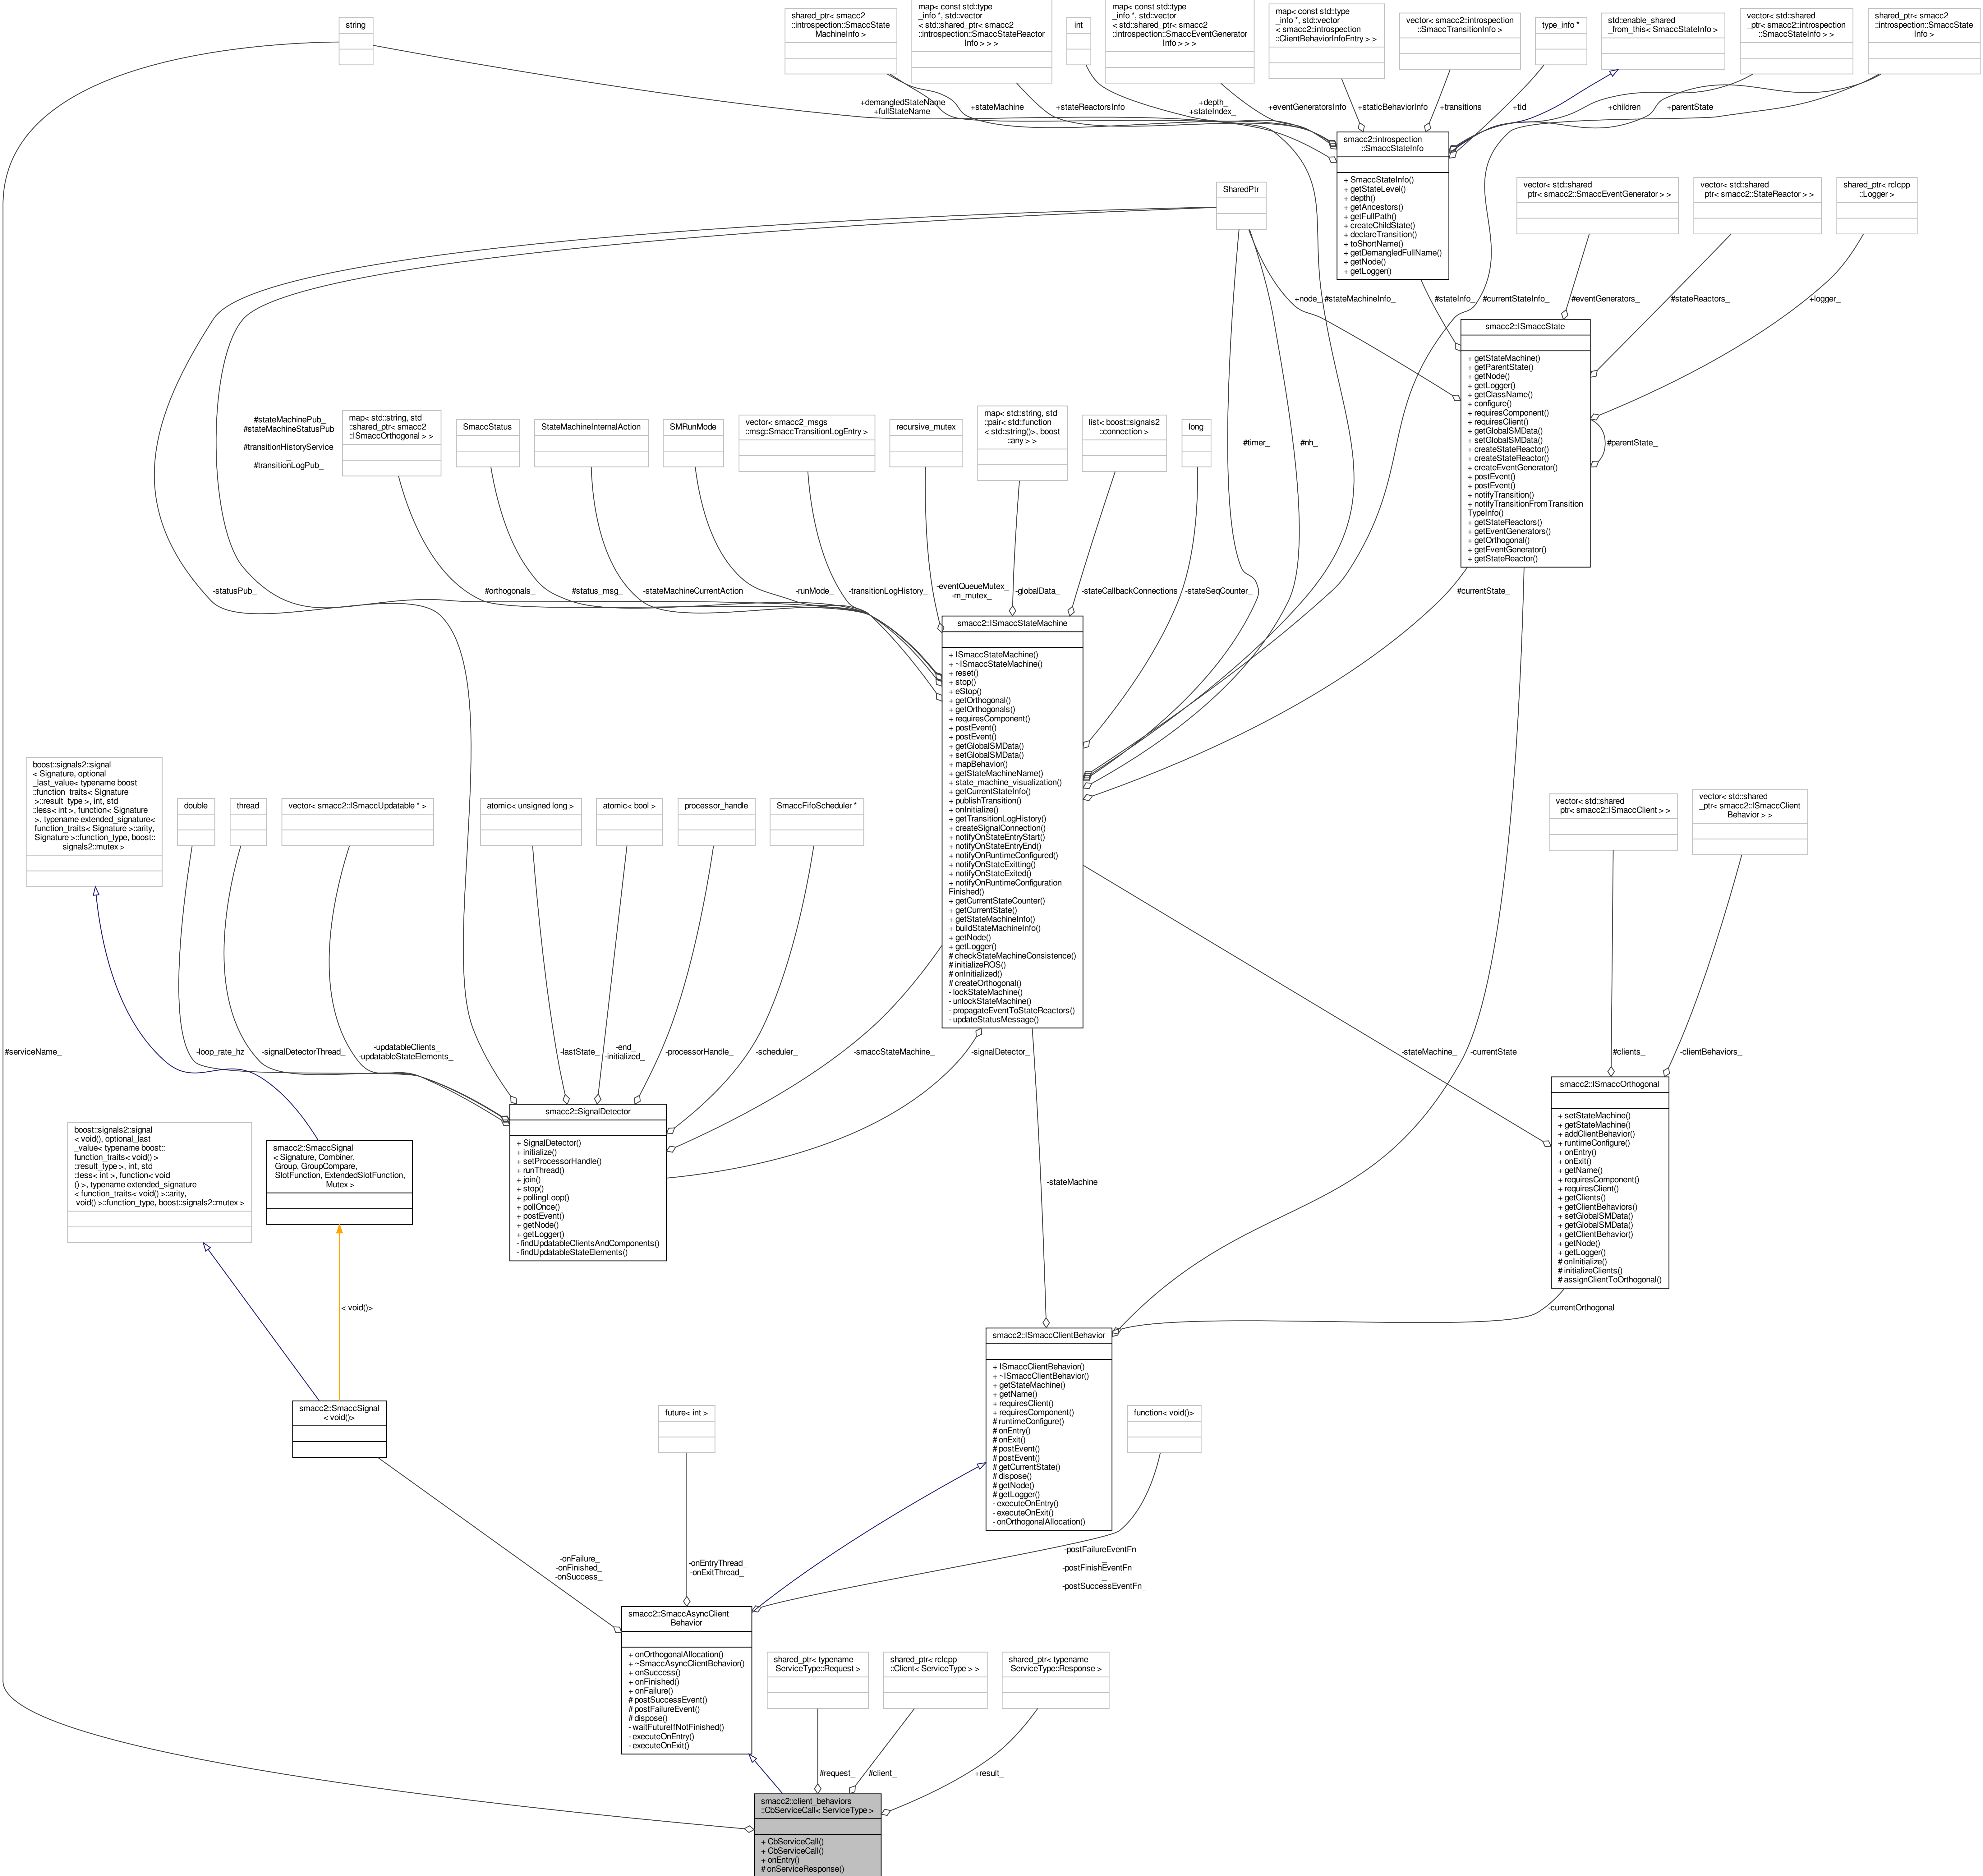 string
shared_ptr< smacc2
::introspection::SmaccState
MachineInfo >
map< const std::type
_info *, std::vector
< std::shared_ptr< smacc2
::introspection::SmaccStateReactor
Info > > >
int
map< const std::type
_info *, std::vector
< std::shared_ptr< smacc2
::introspection::SmaccEventGenerator
Info > > >
map< const std::type
_info *, std::vector
< smacc2::introspection
::ClientBehaviorInfoEntry > >
vector< smacc2::introspection
::SmaccTransitionInfo >
type_info *
std::enable_shared
_from_this< SmaccStateInfo >
vector< std::shared
_ptr< smacc2::introspection
::SmaccStateInfo > >
shared_ptr< smacc2
::introspection::SmaccState
Info >
+demangledStateName
+fullStateName
+stateMachine_
+stateReactorsInfo
+depth_
+stateIndex_
+eventGeneratorsInfo
+staticBehaviorInfo
+transitions_
+tid_
+children_
+parentState_
smacc2::introspection
::SmaccStateInfo
+ SmaccStateInfo()
+ getStateLevel()
+ depth()
+ getAncestors()
+ getFullPath()
+ createChildState()
+ declareTransition()
+ toShortName()
+ getDemangledFullName()
+ getNode()
+ getLogger()
SharedPtr
vector< std::shared
_ptr< smacc2::SmaccEventGenerator > >
vector< std::shared
_ptr< smacc2::StateReactor > >
shared_ptr< rclcpp
::Logger >
+node_
#stateMachineInfo_
#stateInfo_
#currentStateInfo_
#eventGenerators_
#stateReactors_
+logger_
smacc2::ISmaccState
+ getStateMachine()
+ getParentState()
+ getNode()
+ getLogger()
+ getClassName()
+ configure()
+ requiresComponent()
+ requiresClient()
+ getGlobalSMData()
+ setGlobalSMData()
+ createStateReactor()
+ createStateReactor()
+ createEventGenerator()
+ postEvent()
+ postEvent()
+ notifyTransition()
+ notifyTransitionFromTransition
TypeInfo()
+ getStateReactors()
+ getEventGenerators()
+ getOrthogonal()
+ getEventGenerator()
+ getStateReactor()
#parentState_
#stateMachinePub_
#stateMachineStatusPub
_
#transitionHistoryService
_
#transitionLogPub_
map< std::string, std
::shared_ptr< smacc2
::ISmaccOrthogonal > >
SmaccStatus
StateMachineInternalAction
SMRunMode
vector< smacc2_msgs
::msg::SmaccTransitionLogEntry >
recursive_mutex
map< std::string, std
::pair< std::function
< std::string()>, boost
::any > >
list< boost::signals2
::connection >
long
#timer_
#nh_
-statusPub_
#orthogonals_
#status_msg_
-stateMachineCurrentAction
-runMode_
-transitionLogHistory_
-eventQueueMutex_
-m_mutex_
-globalData_
-stateCallbackConnections
-stateSeqCounter_
#currentState_
smacc2::ISmaccStateMachine
+ ISmaccStateMachine()
+ ~ISmaccStateMachine()
+ reset()
+ stop()
+ eStop()
+ getOrthogonal()
+ getOrthogonals()
+ requiresComponent()
+ postEvent()
+ postEvent()
+ getGlobalSMData()
+ setGlobalSMData()
+ mapBehavior()
+ getStateMachineName()
+ state_machine_visualization()
+ getCurrentStateInfo()
+ publishTransition()
+ onInitialize()
+ getTransitionLogHistory()
+ createSignalConnection()
+ notifyOnStateEntryStart()
+ notifyOnStateEntryEnd()
+ notifyOnRuntimeConfigured()
+ notifyOnStateExitting()
+ notifyOnStateExited()
+ notifyOnRuntimeConfiguration
Finished()
+ getCurrentStateCounter()
+ getCurrentState()
+ getStateMachineInfo()
+ buildStateMachineInfo()
+ getNode()
+ getLogger()
# checkStateMachineConsistence()
# initializeROS()
# onInitialized()
# createOrthogonal()
- lockStateMachine()
- unlockStateMachine()
- propagateEventToStateReactors()
- updateStatusMessage()
boost::signals2::signal
< Signature, optional
_last_value< typename boost
::function_traits< Signature
>::result_type >, int, std
::less< int >, function< Signature
>, typename extended_signature<
function_traits< Signature >::arity,
Signature >::function_type, boost::
signals2::mutex >
double
thread
vector< smacc2::ISmaccUpdatable * >
atomic< unsigned long >
atomic< bool >
processor_handle
SmaccFifoScheduler *
vector< std::shared
_ptr< smacc2::ISmaccClient > >
vector< std::shared
_ptr< smacc2::ISmaccClient
Behavior > >
#serviceName_
-loop_rate_hz
-signalDetectorThread_
-updatableClients_
-updatableStateElements_
-lastState_
-end_
-initialized_
-processorHandle_
-scheduler_
-smaccStateMachine_
-signalDetector_
-stateMachine_
-currentState
#clients_
-clientBehaviors_
smacc2::SignalDetector
+ SignalDetector()
+ initialize()
+ setProcessorHandle()
+ runThread()
+ join()
+ stop()
+ pollingLoop()
+ pollOnce()
+ postEvent()
+ getNode()
+ getLogger()
- findUpdatableClientsAndComponents()
- findUpdatableStateElements()
smacc2::ISmaccOrthogonal
+ setStateMachine()
+ getStateMachine()
+ addClientBehavior()
+ runtimeConfigure()
+ onEntry()
+ onExit()
+ getName()
+ requiresComponent()
+ requiresClient()
+ getClients()
+ getClientBehaviors()
+ setGlobalSMData()
+ getGlobalSMData()
+ getClientBehavior()
+ getNode()
+ getLogger()
# onInitialize()
# initializeClients()
# assignClientToOrthogonal()
boost::signals2::signal
< void(), optional_last
_value< typename boost::
function_traits< void() >
::result_type >, int, std
::less< int >, function< void
() >, typename extended_signature
< function_traits< void() >::arity,
void() >::function_type, boost::signals2::mutex >
smacc2::SmaccSignal
< Signature, Combiner,
Group, GroupCompare,
SlotFunction, ExtendedSlotFunction,
Mutex >
-stateMachine_
< void()>
-currentOrthogonal
smacc2::ISmaccClientBehavior
+ ISmaccClientBehavior()
+ ~ISmaccClientBehavior()
+ getStateMachine()
+ getName()
+ requiresClient()
+ requiresComponent()
# runtimeConfigure()
# onEntry()
# onExit()
# postEvent()
# postEvent()
# getCurrentState()
# dispose()
# getNode()
# getLogger()
- executeOnEntry()
- executeOnExit()
- onOrthogonalAllocation()
smacc2::SmaccSignal
< void()>
future< int >
function< void()>
-onFailure_
-onFinished_
-onSuccess_
-onEntryThread_
-onExitThread_
-postFailureEventFn
_
-postFinishEventFn
_
-postSuccessEventFn_
smacc2::SmaccAsyncClient
Behavior
+ onOrthogonalAllocation()
+ ~SmaccAsyncClientBehavior()
+ onSuccess()
+ onFinished()
+ onFailure()
# postSuccessEvent()
# postFailureEvent()
# dispose()
- waitFutureIfNotFinished()
- executeOnEntry()
- executeOnExit()
shared_ptr< typename
ServiceType::Request >
shared_ptr< rclcpp
::Client< ServiceType > >
shared_ptr< typename
ServiceType::Response >
#request_
#client_
+result_
smacc2::client_behaviors
::CbServiceCall< ServiceType >
+ CbServiceCall()
+ CbServiceCall()
+ onEntry()
# onServiceResponse()